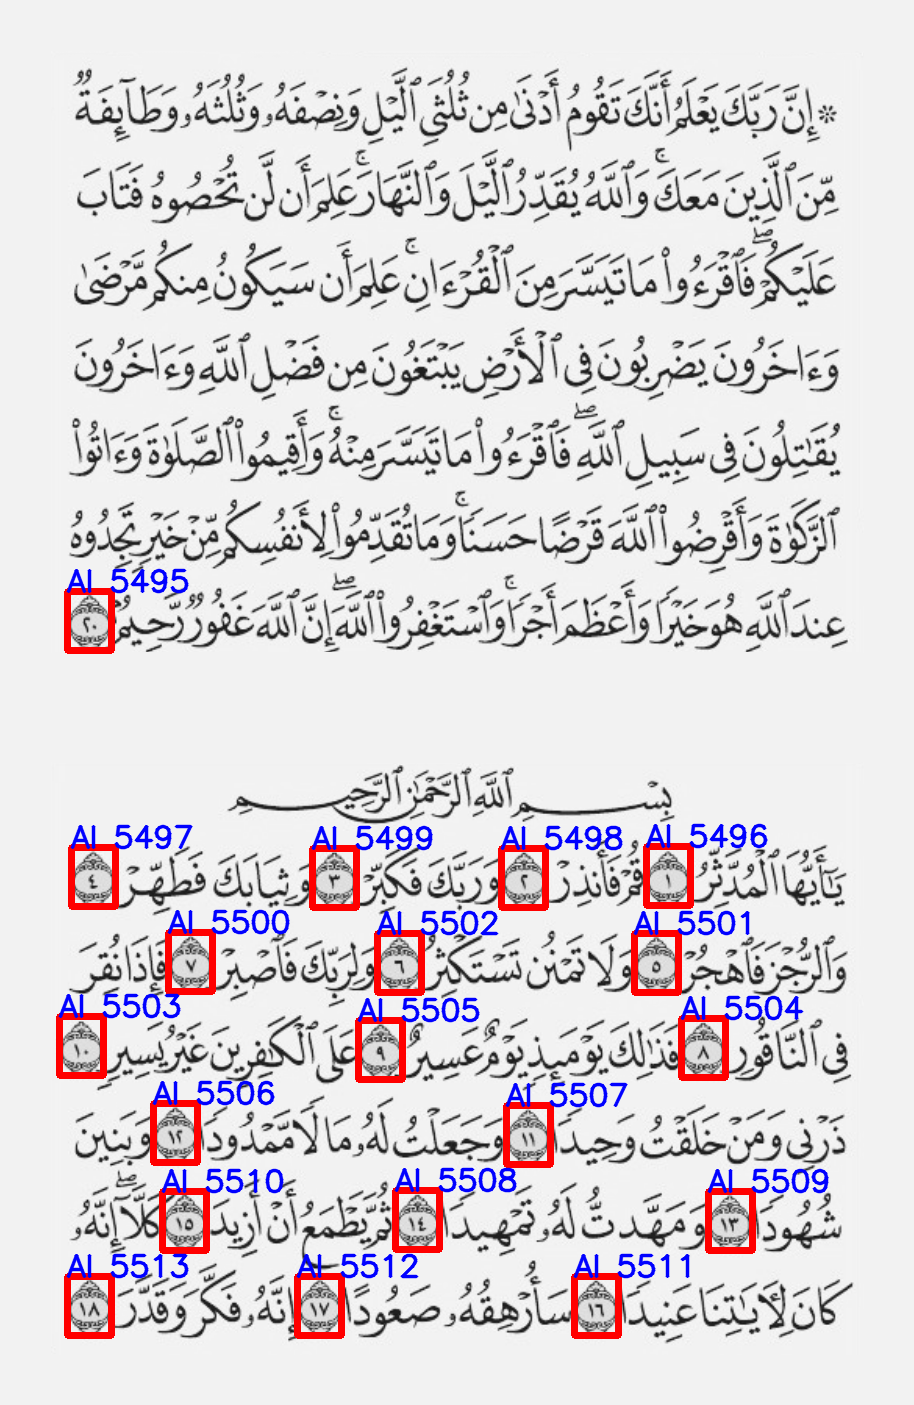 ۞ إِنَّ رَبَّكَ يَعْلَمُ أَنَّكَ تَقُومُ أَدْنَىٰ مِن ثُلُثَيِ ٱلَّيْلِ وَنِصْفَهُۥ وَثُلُثَهُۥ وَطَآئِفَةٌ
مِّنَ ٱلَّذِينَ مَعَكَۚ وَٱللَّهُ يُقَدِّرُ ٱلَّيْلَ وَٱلنَّهَارَۚ عَلِمَ أَن لَّن تُحْصُوهُ فَتَابَ
عَلَيْكُمْۖ فَٱقْرَءُوا۟ مَا تَيَسَّرَ مِنَ ٱلْقُرْءَانِۚ عَلِمَ أَن سَيَكُونُ مِنكُم مَّرْضَىٰ
وَءَاخَرُونَ يَضْرِبُونَ فِى ٱلْأَرْضِ يَبْتَغُونَ مِن فَضْلِ ٱللَّهِ وَءَاخَرُونَ
يُقَـٰتِلُونَ فِى سَبِيلِ ٱللَّهِۖ فَٱقْرَءُوا۟ مَا تَيَسَّرَ مِنْهُۚ وَأَقِيمُوا۟ ٱلصَّلَوٰةَ وَءَاتُوا۟
ٱلزَّكَوٰةَ وَأَقْرِضُوا۟ ٱللَّهَ قَرْضًا حَسَنًاۚ وَمَا تُقَدِّمُوا۟ لِأَنفُسِكُم مِّنْ خَيْرٍ تَجِدُوهُ
AI 5495
عِندَ ٱللَّهِ هُوَ خَيْرًا وَأَعْظَمَ أَجْرًاۚ وَٱسْتَغْفِرُوا۟ ٱللَّهَۖ إِنَّ ٱللَّهَ غَفُورٌ رَّحِيمٌۢ ٢٠
بِسْمِ ٱللَّهِ ٱلرَّحْمَـٰنِ ٱلرَّحِيمِ
AI 5496 AI 5498 AI 5499 AI 5497
يَـٰٓأَيُّهَا ٱلْمُدَّثِّرُ ١ قُمْ فَأَنذِرْ ٢ وَرَبَّكَ فَكَبِّرْ ٣ وَثِيَابَكَ فَطَهِّرْ ٤
AI 5501 AI 5502 AI 5500
وَٱلرُّجْزَ فَٱهْجُرْ ٥ وَلَا تَمْنُن تَسْتَكْثِرُ ٦ وَلِرَبِّكَ فَٱصْبِرْ ٧ فَإِذَا نُقِرَ
AI 5504 AI 5505 AI 5503
فِى ٱلنَّاقُورِ ٨ فَذَٰلِكَ يَوْمَئِذٍ يَوْمٌ عَسِيرٌ ٩ عَلَى ٱلْكَـٰفِرِينَ غَيْرُ يَسِيرٍ ١٠
AI 5507 AI 5506
ذَرْنِى وَمَنْ خَلَقْتُ وَحِيدًا ١١ وَجَعَلْتُ لَهُۥ مَالًا مَّمْدُودًا ١٢ وَبَنِينَ
AI 5509 AI 5508 AI 5510
شُهُودًا ١٣ وَمَهَّدتُّ لَهُۥ تَمْهِيدًا ١٤ ثُمَّ يَطْمَعُ أَنْ أَزِيدَ ١٥ كَلَّآۖ إِنَّهُۥ
AI 5511 AI 5512 AI 5513
كَانَ لِـَٔايَـٰتِنَا عَنِيدًا ١٦ سَأُرْهِقُهُۥ صَعُودًا ١٧ إِنَّهُۥ فَكَّرَ وَقَدَّرَ ١٨